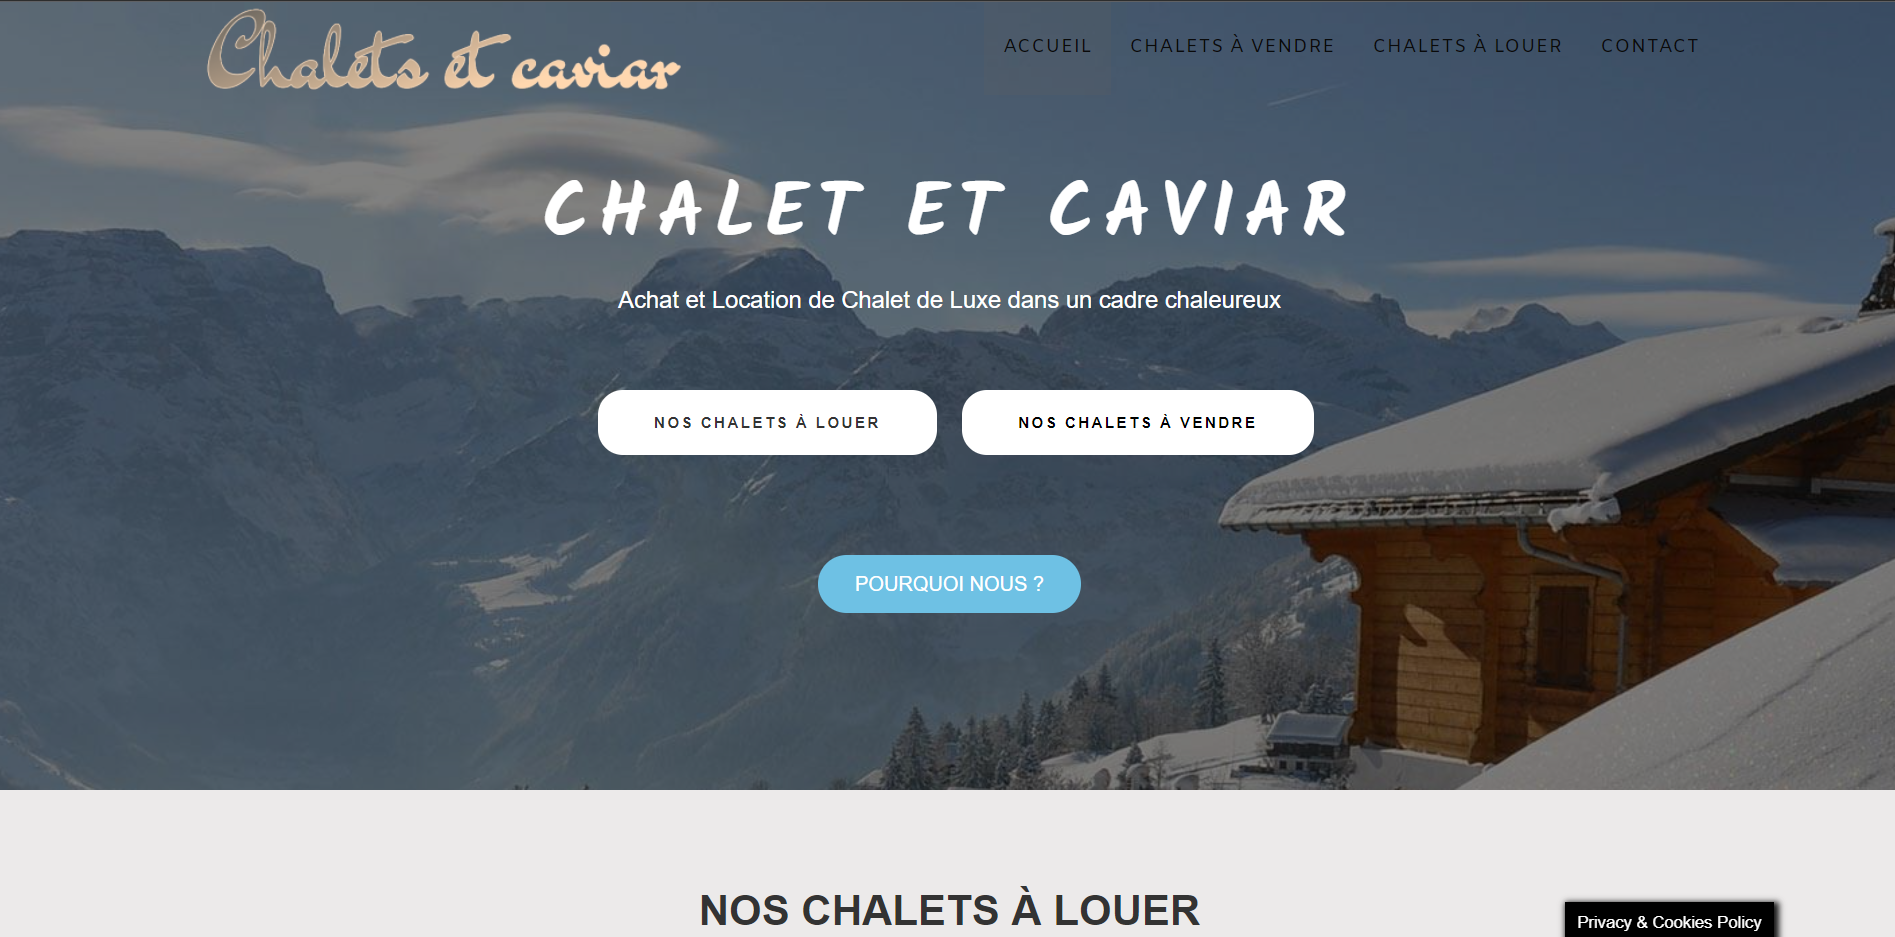 Chalets et caviar
ACCUEIL CHALETS À VENDRE CHALETS À LOUER CONTACT
CHALET ET CAVIAR
Achat et Location de Chalet de Luxe dans un cadre chaleureux
NOS CHALETS À LOUER NOS CHALETS À VENDRE
POURQUOI NOUS ?
NOS CHALETS À LOUER
Privacy & Cookies Policy